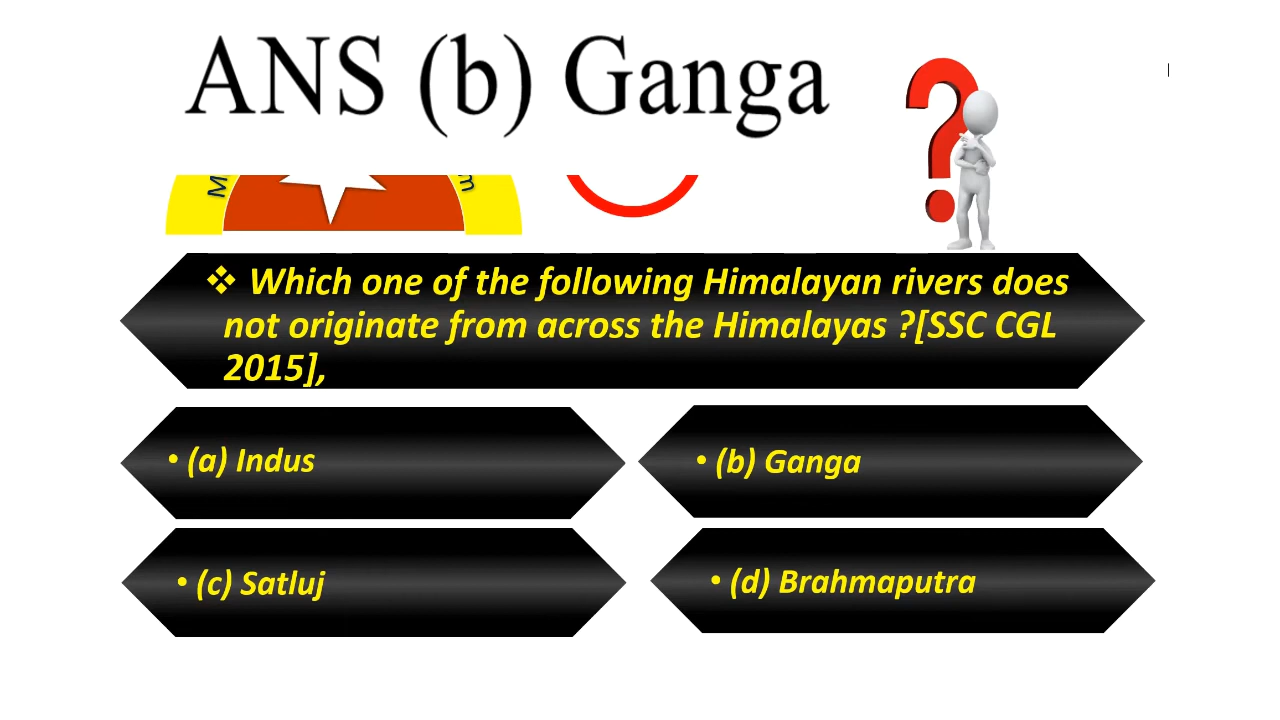 ANS (b) Ganga
❖ Which one of the following Himalayan rivers does
not originate from across the Himalayas ?[SSC CGL
2015],
• (a) Indus
• (b) Ganga
• (c) Satluj
• (d) Brahmaputra